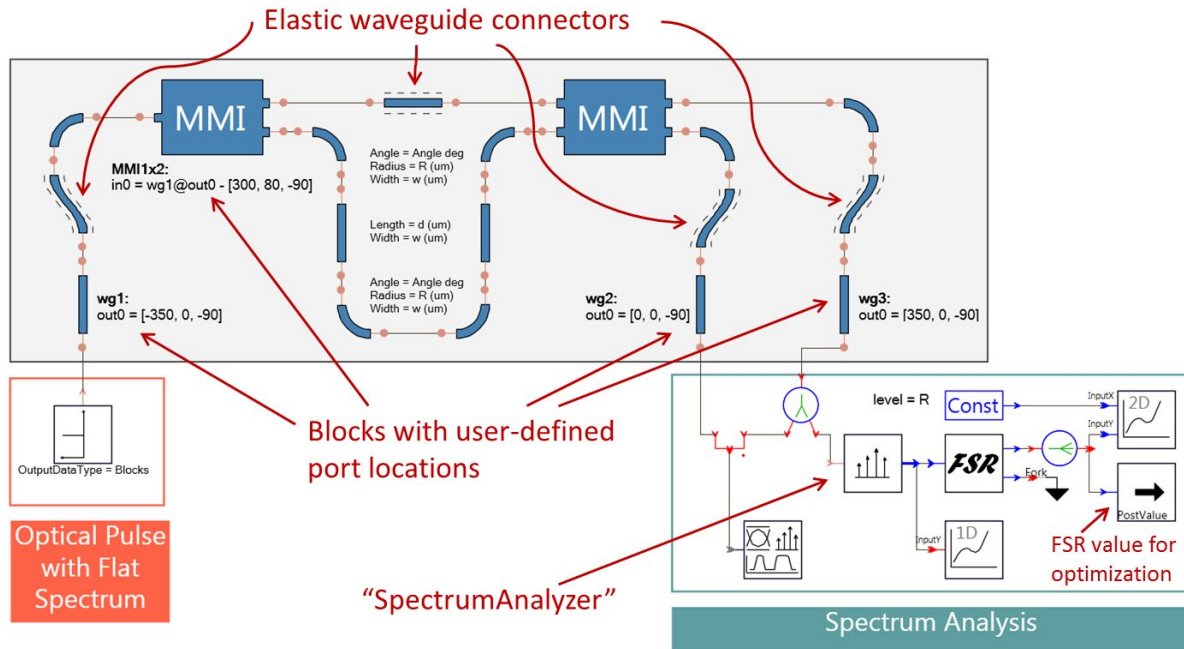 Elastic waveguide connectors
MMI
MMI
MMI1x2:
in0 = wg1@out0 - [300, 80, -90]
Angle = Angle deg
Radius = R (um)
Width = w (um)
Length = d (um)
Width = w (um)
Angle = Angle deg
Radius = R (um)
Width = w (um)
wg1:
out0 = [-350, 0, -90]
wg2:
out0 = [0, 0, -90]
wg3:
out0 = [350, 0, -90]
Blocks with user-defined
port locations
OutputDataType = Blocks
Optical Pulse
with Flat
Spectrum
level = R
Const
InputX
2D
InputY
FSR
Fork
PostValue
InputY
1D
FSR value for
optimization
“SpectrumAnalyzer”
Spectrum Analysis